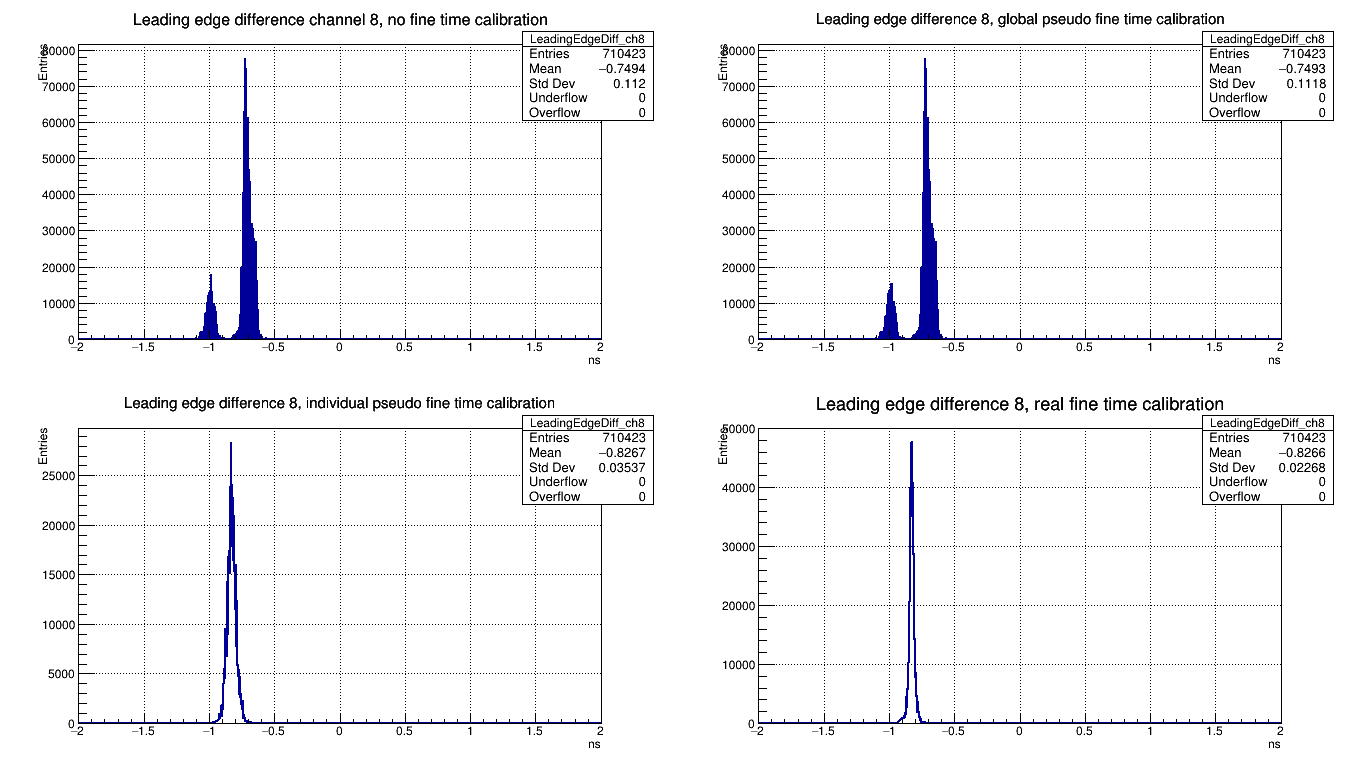 Leading edge difference channel 8, no fine time calibration
Entries
LeadingEdgeDiff_ch8
Entries 710423
Mean −0.7494
Std Dev 0.112
Underflow 0
Overflow 0
80000
70000
60000
50000
40000
30000
20000
10000
0
−2 −1.5 −1 −0.5 0 0.5 1 1.5 2
ns
Leading edge difference 8, global pseudo fine time calibration
Entries
LeadingEdgeDiff_ch8
Entries 710423
Mean −0.7493
Std Dev 0.1118
Underflow 0
Overflow 0
80000
70000
60000
50000
40000
30000
20000
10000
0
−2 −1.5 −1 −0.5 0 0.5 1 1.5 2
ns
Leading edge difference 8, individual pseudo fine time calibration
Entries
LeadingEdgeDiff_ch8
Entries 710423
Mean −0.8267
Std Dev 0.03537
Underflow 0
Overflow 0
25000
20000
15000
10000
5000
0
−2 −1.5 −1 −0.5 0 0.5 1 1.5 2
ns
Leading edge difference 8, real fine time calibration
Entries
LeadingEdgeDiff_ch8
Entries 710423
Mean −0.8266
Std Dev 0.02268
Underflow 0
Overflow 0
50000
40000
30000
20000
10000
0
−2 −1.5 −1 −0.5 0 0.5 1 1.5 2
ns